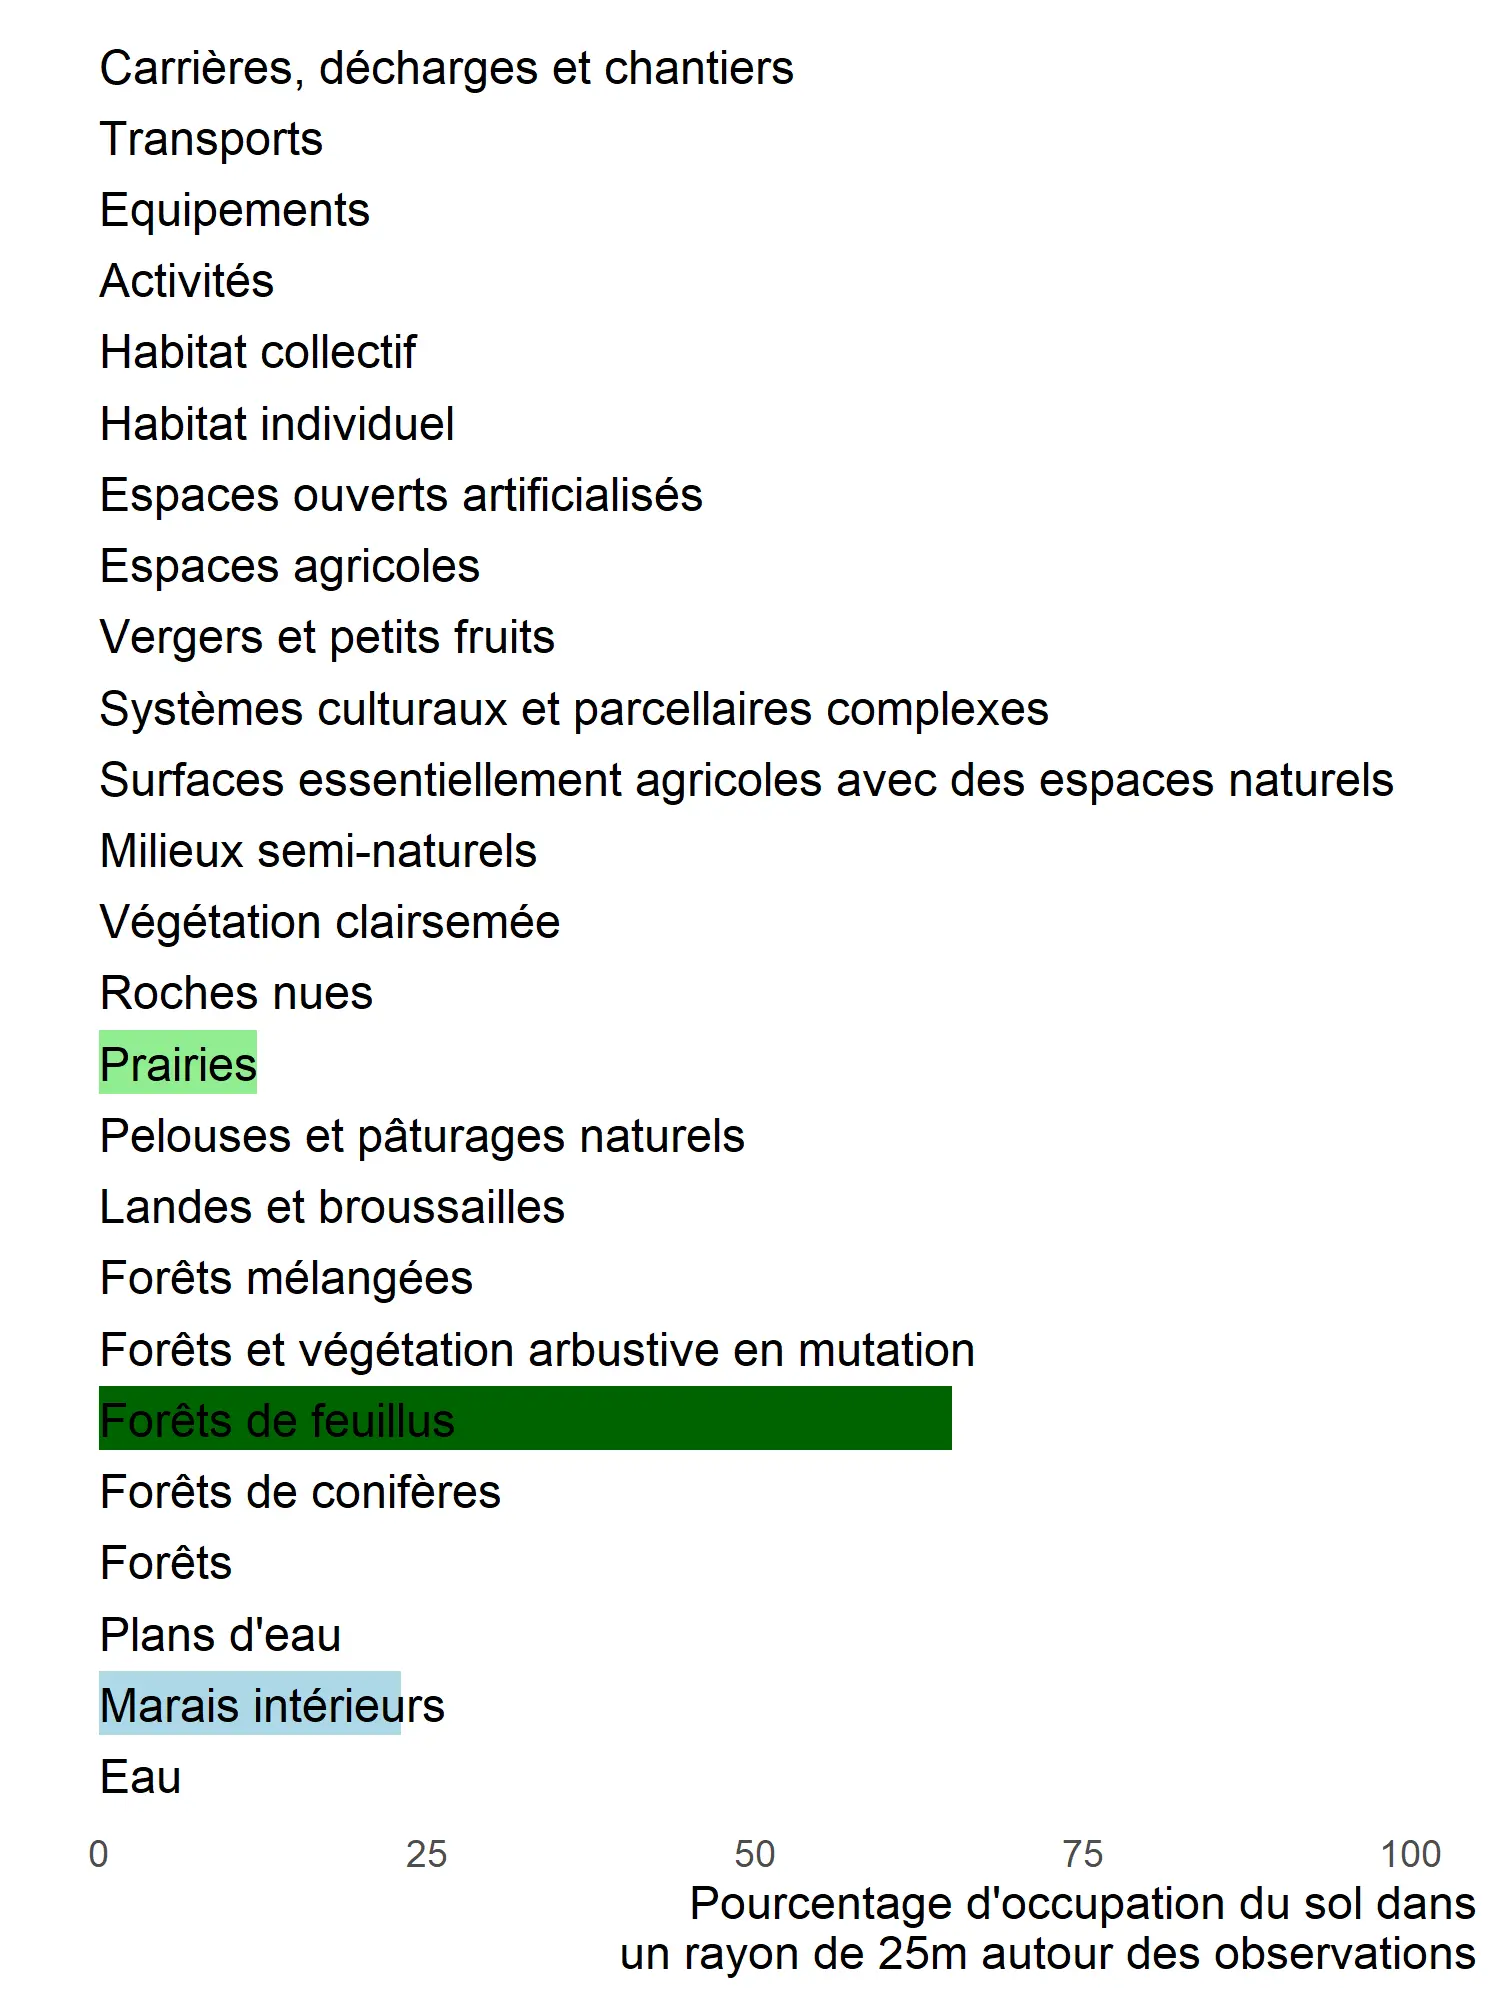 Carrières, décharges et chantiers
Transports
Equipements
Activités
Habitat collectif
Habitat individuel
Espaces ouverts artificialisés
Espaces agricoles
Vergers et petits fruits
Systèmes culturaux et parcellaires complexes
Surfaces essentiellement agricoles avec des espaces naturels
Milieux semi-naturels
Végétation clairsemée
Roches nues
Prairies
Pelouses et pâturages naturels
Landes et broussailles
Forêts mélangées
Forêts et végétation arbustive en mutation
Forêts de feuillus
Forêts de conifères
Forêts
Plans d'eau
Marais intérieurs
Eau
0 25 50 75 100
Pourcentage d'occupation du sol dans
un rayon de 25m autour des observations